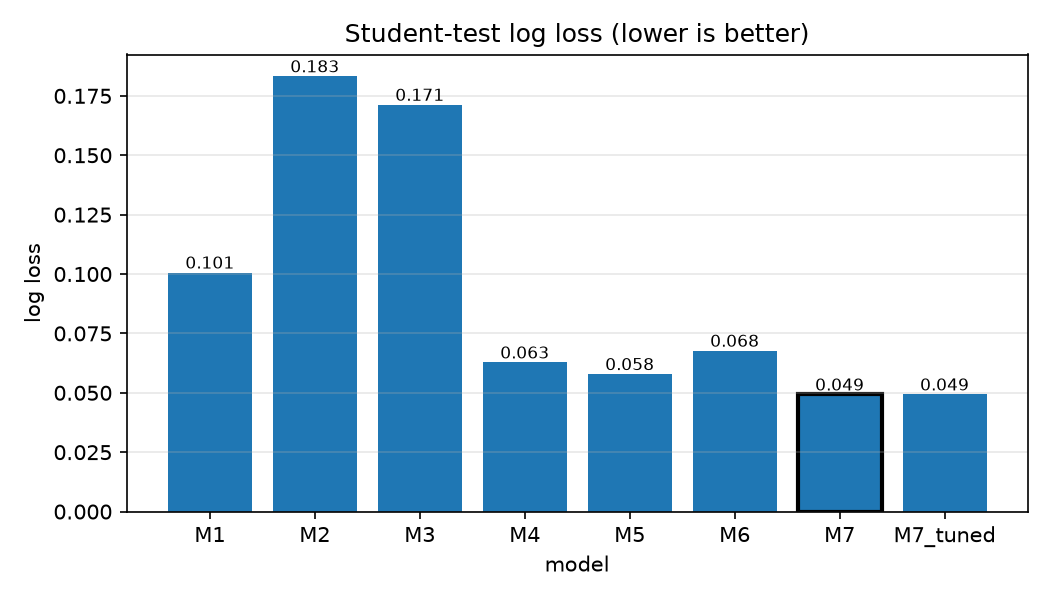 Student-test log loss (lower is better)
0.183
0.175
0.171
0.150
0.125
log loss
0.101
0.100
0.075
0.068
0.063
0.058
0.049
0.049
0.050
0.025
0.000
M1
M2
M3
M4
M5
M6
M7
M7_tuned
model